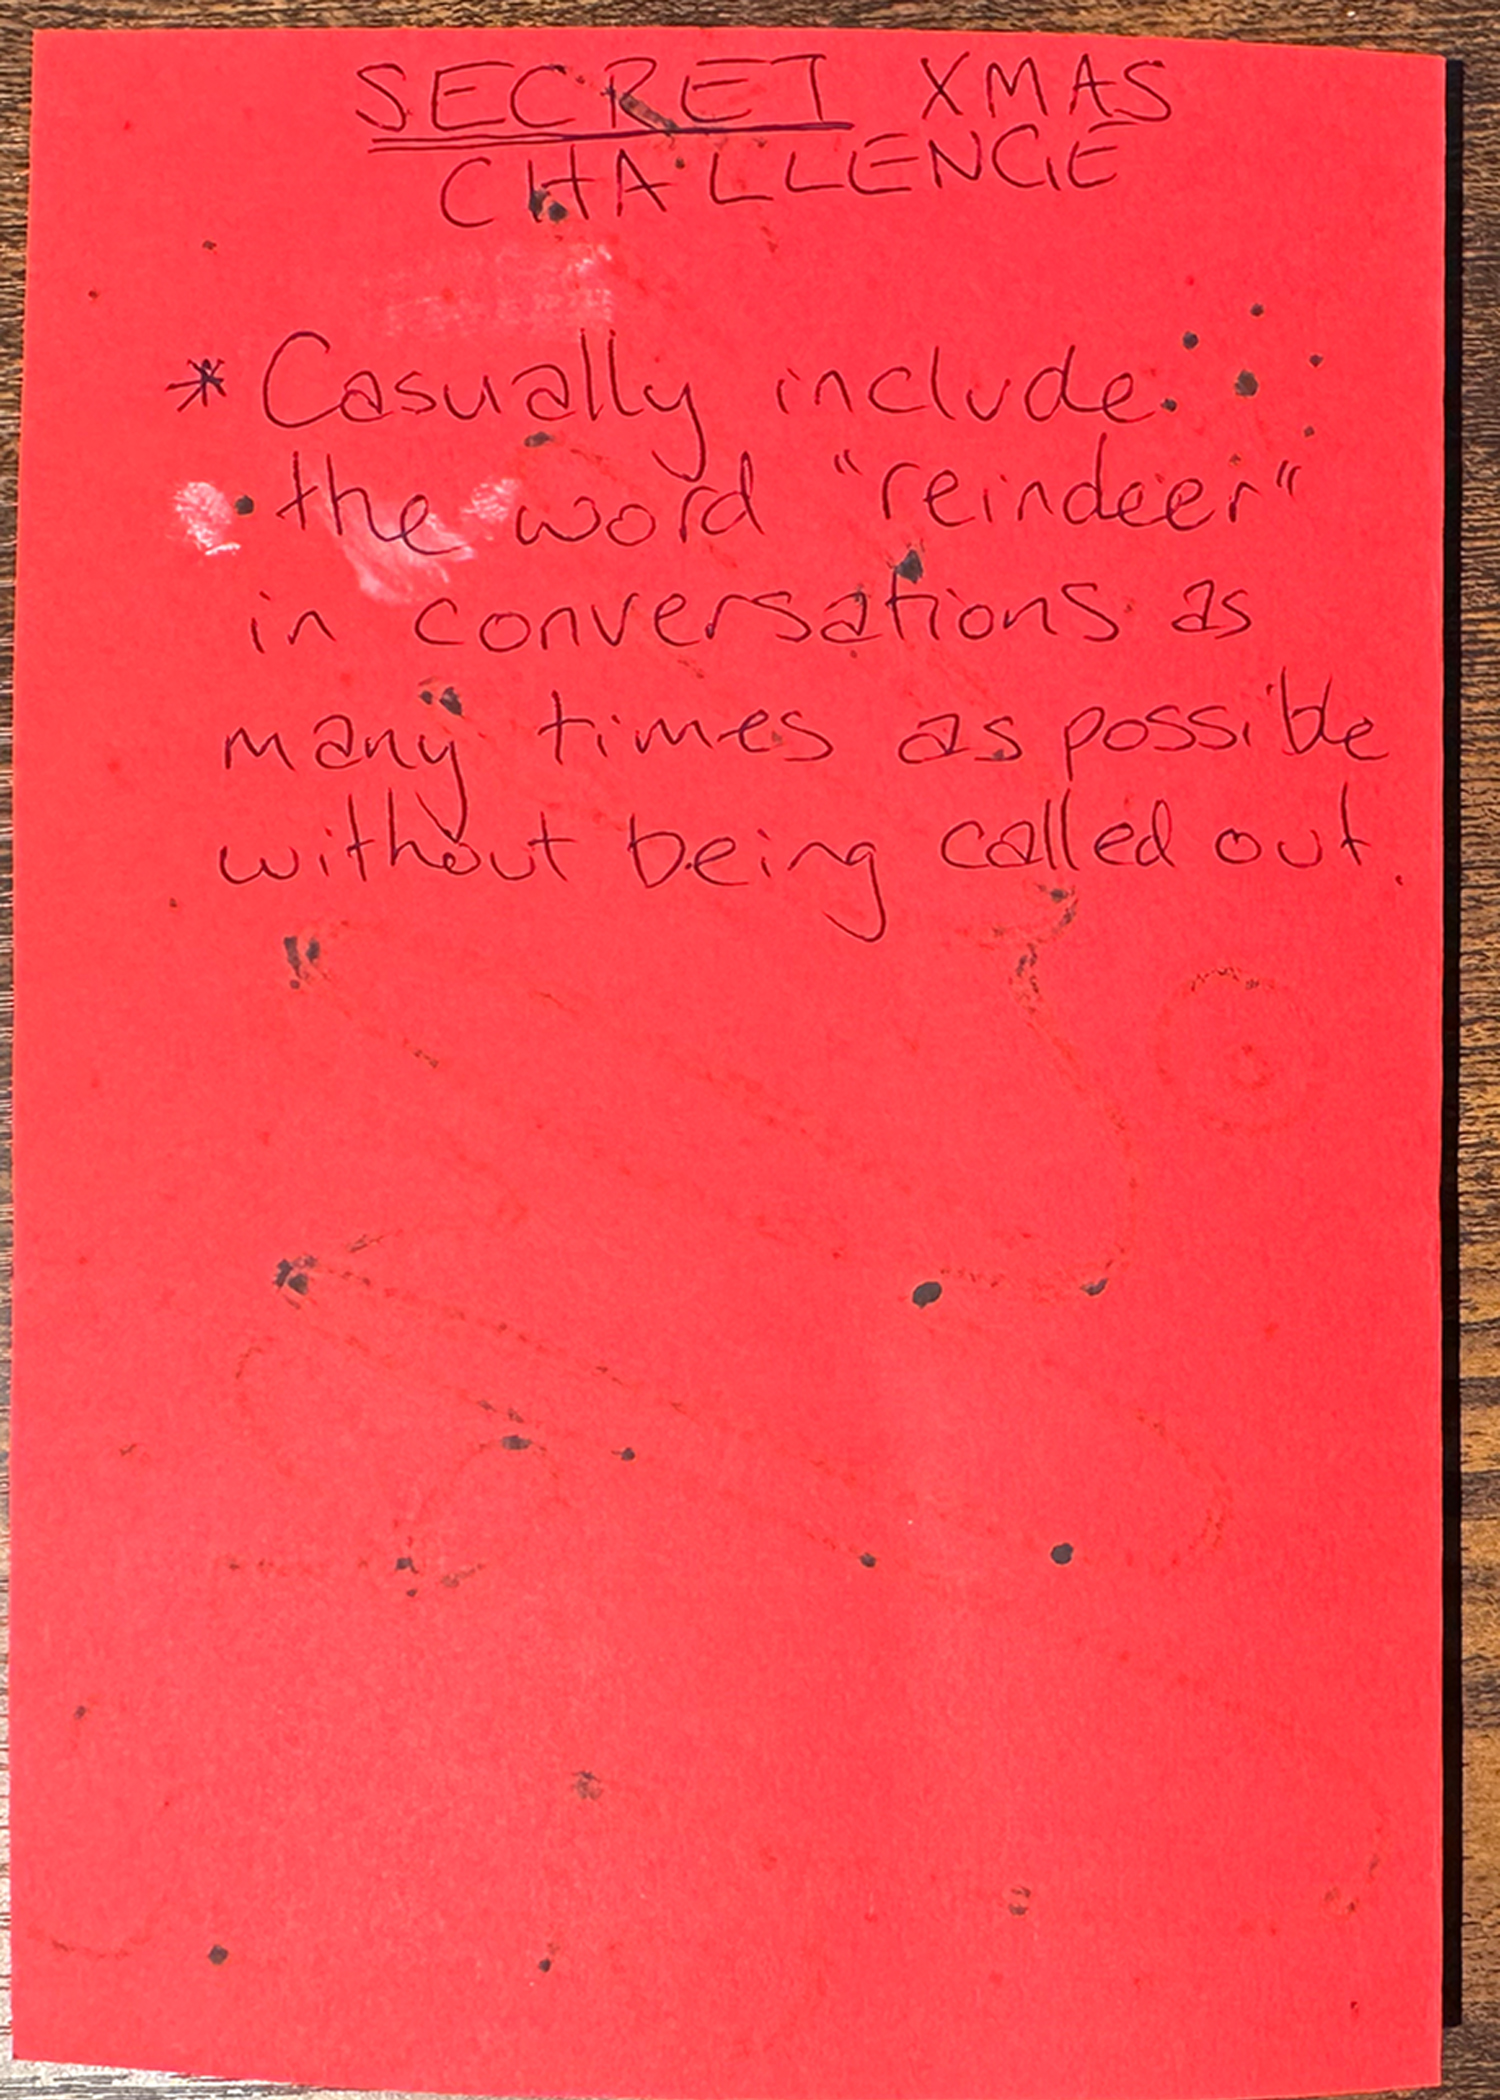 SECRET XMAS
CHALLENGE
* Casually include
the word "reindeer"
in conversations as
many times as possible
without being called out.